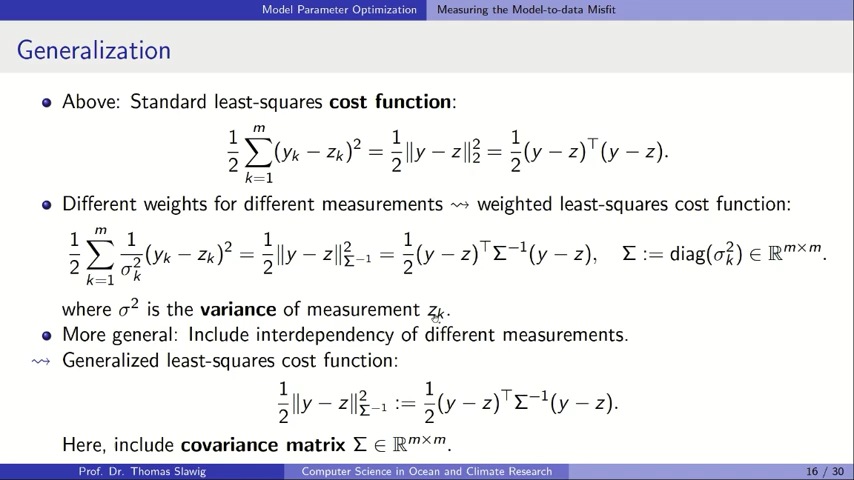 Model Parameter Optimization Measuring the Model-to-data Misfit
Generalization
Above: Standard least-squares cost function:
1/2 ∑_{k=1}^{m} (y_k − z_k)² = 1/2 ‖y − z‖₂² = 1/2 (y − z)^⊤(y − z).
Different weights for different measurements ⇝ weighted least-squares cost function:
1/2 ∑_{k=1}^{m} 1/σ_k² (y_k − z_k)² = 1/2 ‖y − z‖²_{Σ⁻¹} = 1/2 (y − z)^⊤Σ⁻¹(y − z), Σ := diag(σ_k²) ∈ ℝ^{m×m}.
where σ² is the variance of measurement z_k.
More general: Include interdependency of different measurements.
⇝ Generalized least-squares cost function:
1/2 ‖y − z‖²_{Σ⁻¹} := 1/2 (y − z)^⊤Σ⁻¹(y − z).
Here, include covariance matrix Σ ∈ ℝ^{m×m}.
Prof. Dr. Thomas Slawig Computer Science in Ocean and Climate Research 16 / 30